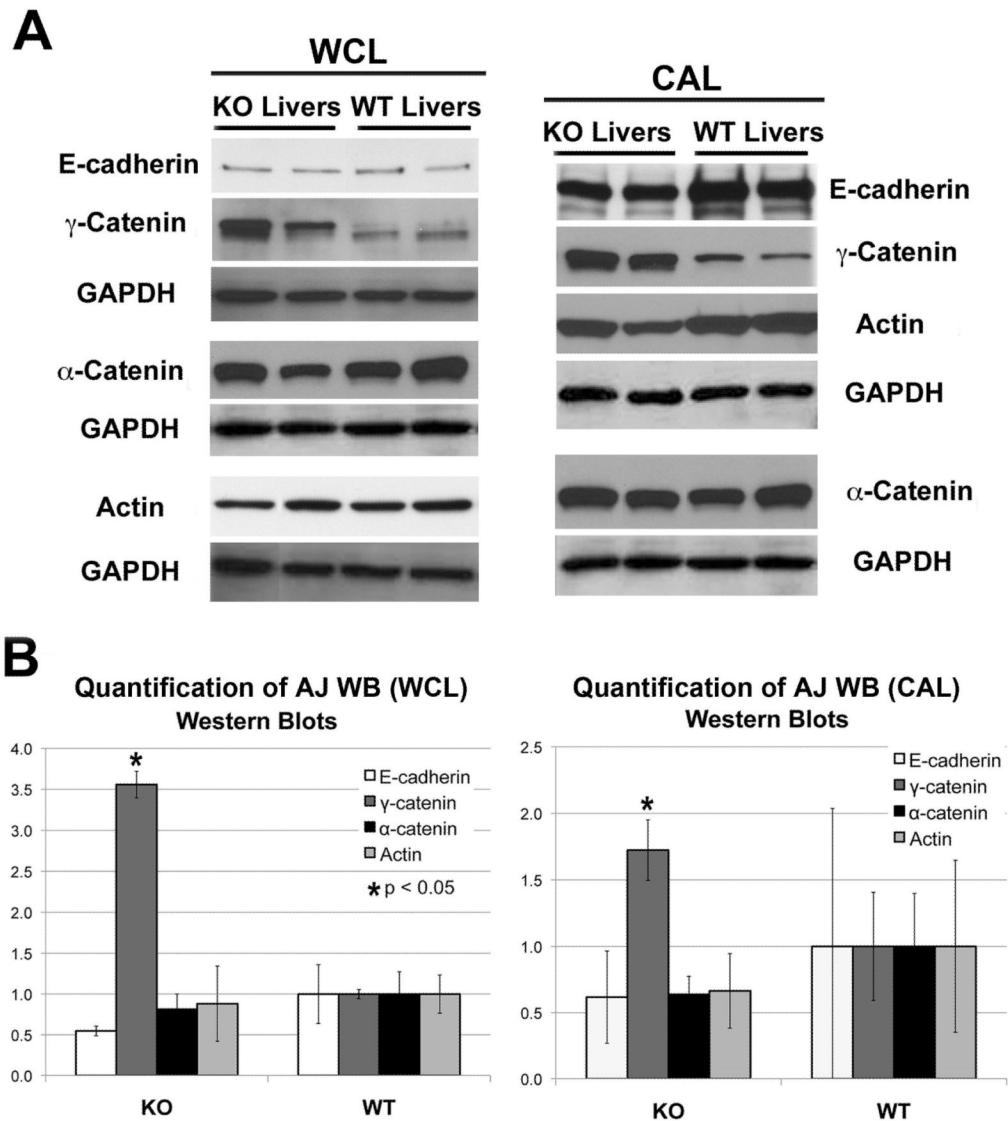 A
WCL
KO Livers WT Livers
E-cadherin
γ-Catenin
GAPDH
α-Catenin
GAPDH
Actin
GAPDH
CAL
KO Livers WT Livers
E-cadherin
γ-Catenin
Actin
GAPDH
α-Catenin
GAPDH
B
Quantification of AJ WB (WCL)
Western Blots
4.0
3.5
3.0
2.5
2.0
1.5
1.0
0.5
0.0
*
E-cadherin
γ-catenin
α-catenin
Actin
* p < 0.05
KO WT
Quantification of AJ WB (CAL)
Western Blots
2.5
2.0
1.5
1.0
0.5
0.0
*
E-cadherin
γ-catenin
α-catenin
Actin
KO WT